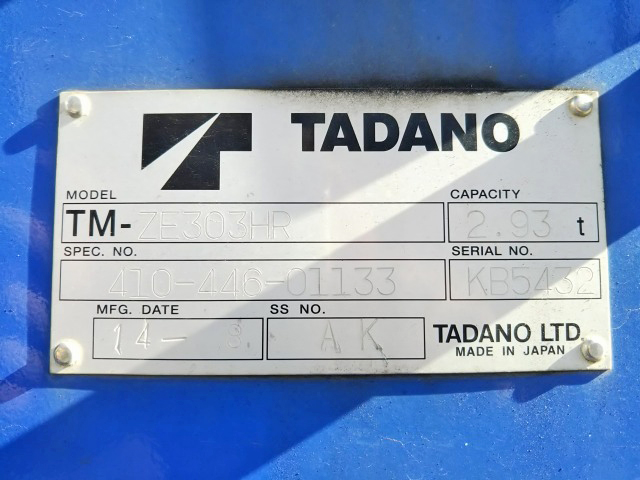 TADANO
MODEL CAPACITY
TM-ZE303HR 2.93 t
SPEC. NO. SERIAL NO.
410-446-01133 KB5432
MFG. DATE SS NO.
14- 3. AK TADANO LTD.
MADE IN JAPAN